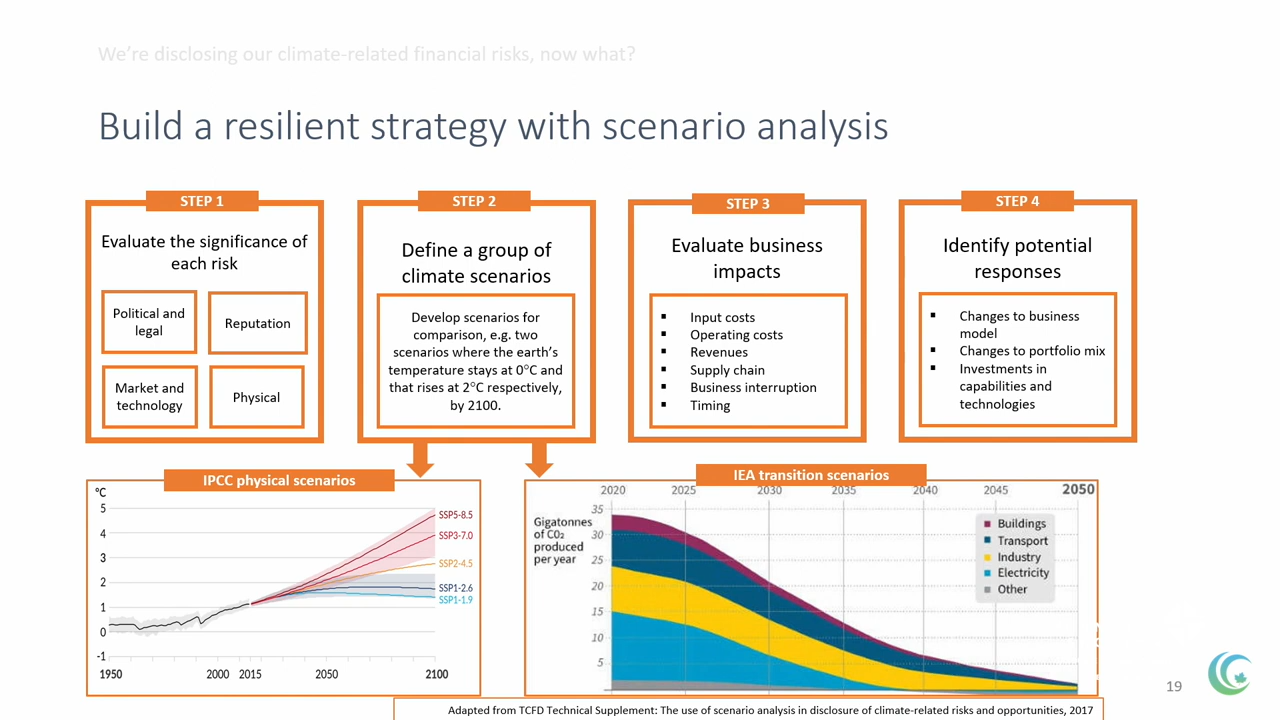 We're disclosing our climate-related financial risks, now what?
Build a resilient strategy with scenario analysis
STEP 1
Evaluate the significance of
each risk
Political and
legal
Reputation
Market and
technology
Physical
STEP 2
Define a group of
climate scenarios
Develop scenarios for
comparison, e.g. two
scenarios where the earth's
temperature stays at 0°C and
that rises at 2°C respectively,
by 2100.
STEP 3
Evaluate business
impacts
▪ Input costs
▪ Operating costs
▪ Revenues
▪ Supply chain
▪ Business interruption
▪ Timing
STEP 4
Identify potential
responses
▪ Changes to business
model
▪ Changes to portfolio mix
▪ Investments in
capabilities and
technologies
IPCC physical scenarios
°C
5
4
3
2
1
0
-1
1950
2000
2015
2050
2100
SSP5-8.5
SSP3-7.0
SSP2-4.5
SSP1-2.6
SSP1-1.9
IEA transition scenarios
2020
2025
2030
2035
2040
2045
2050
Gigatonnes
of CO₂
produced
per year
35
30
25
20
15
10
5
Buildings
Transport
Industry
Electricity
Other
19
Adapted from TCFD Technical Supplement: The use of scenario analysis in disclosure of climate-related risks and opportunities, 2017